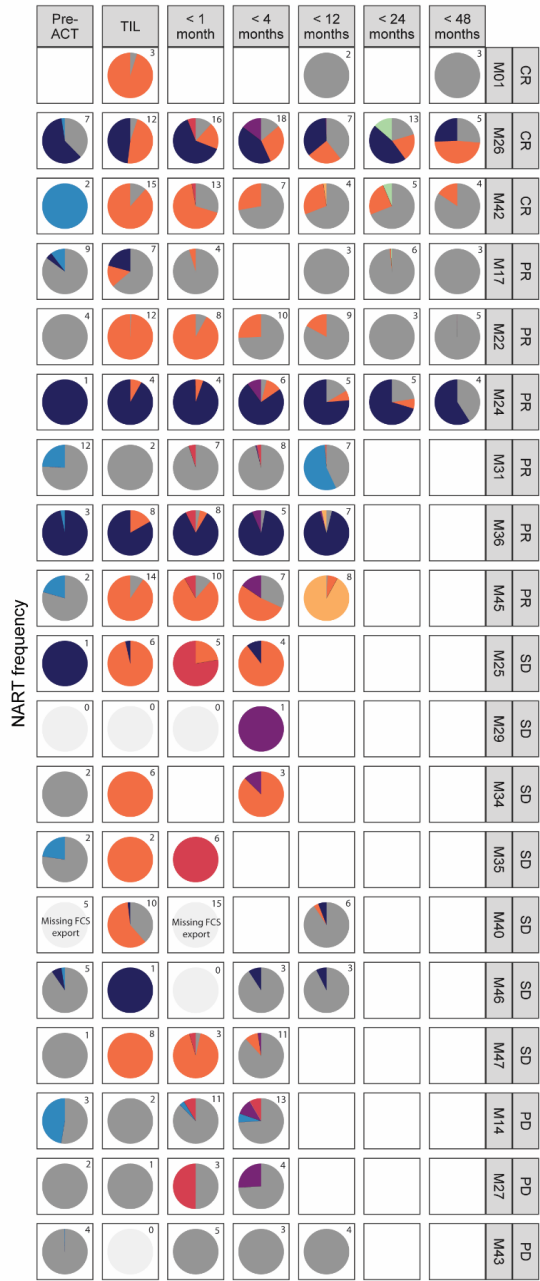 Pre-
ACT
TIL
< 1
month
< 4
months
< 12
months
< 24
months
< 48
months
NART frequency
3 2 3 M01 CR
7 12 16 18 7 13 5 M26 CR
2 15 13 7 4 5 4 M42 CR
9 7 4 3 6 3 M17 PR
4 12 8 10 9 3 5 M22 PR
1 4 4 6 5 5 4 M24 PR
12 2 7 8 7 M31 PR
3 8 8 5 7 M36 PR
2 14 10 7 8 M45 PR
1 6 5 4 M25 SD
0 0 0 1 M29 SD
2 6 3 M34 SD
2 2 6 M35 SD
5 10 15 6 M40 SD
Missing FCS
export
Missing FCS
export
5 1 0 3 3 M46 SD
1 8 3 11 M47 SD
3 2 11 13 M14 PD
2 1 3 4 M27 PD
4 0 5 3 4 M43 PD